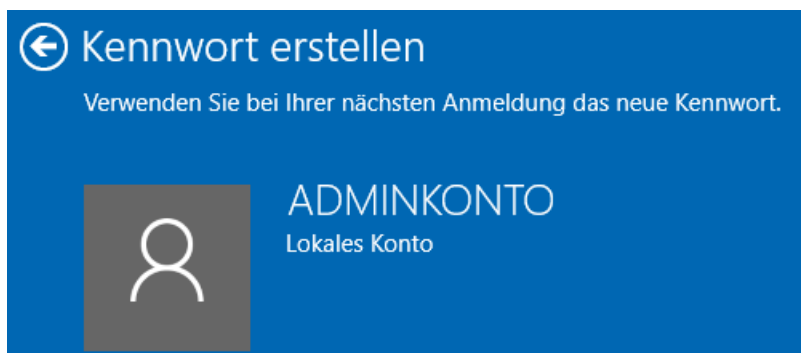 Kennwort erstellen
Verwenden Sie bei Ihrer nächsten Anmeldung das neue Kennwort.
ADMINKONTO
Lokales Konto